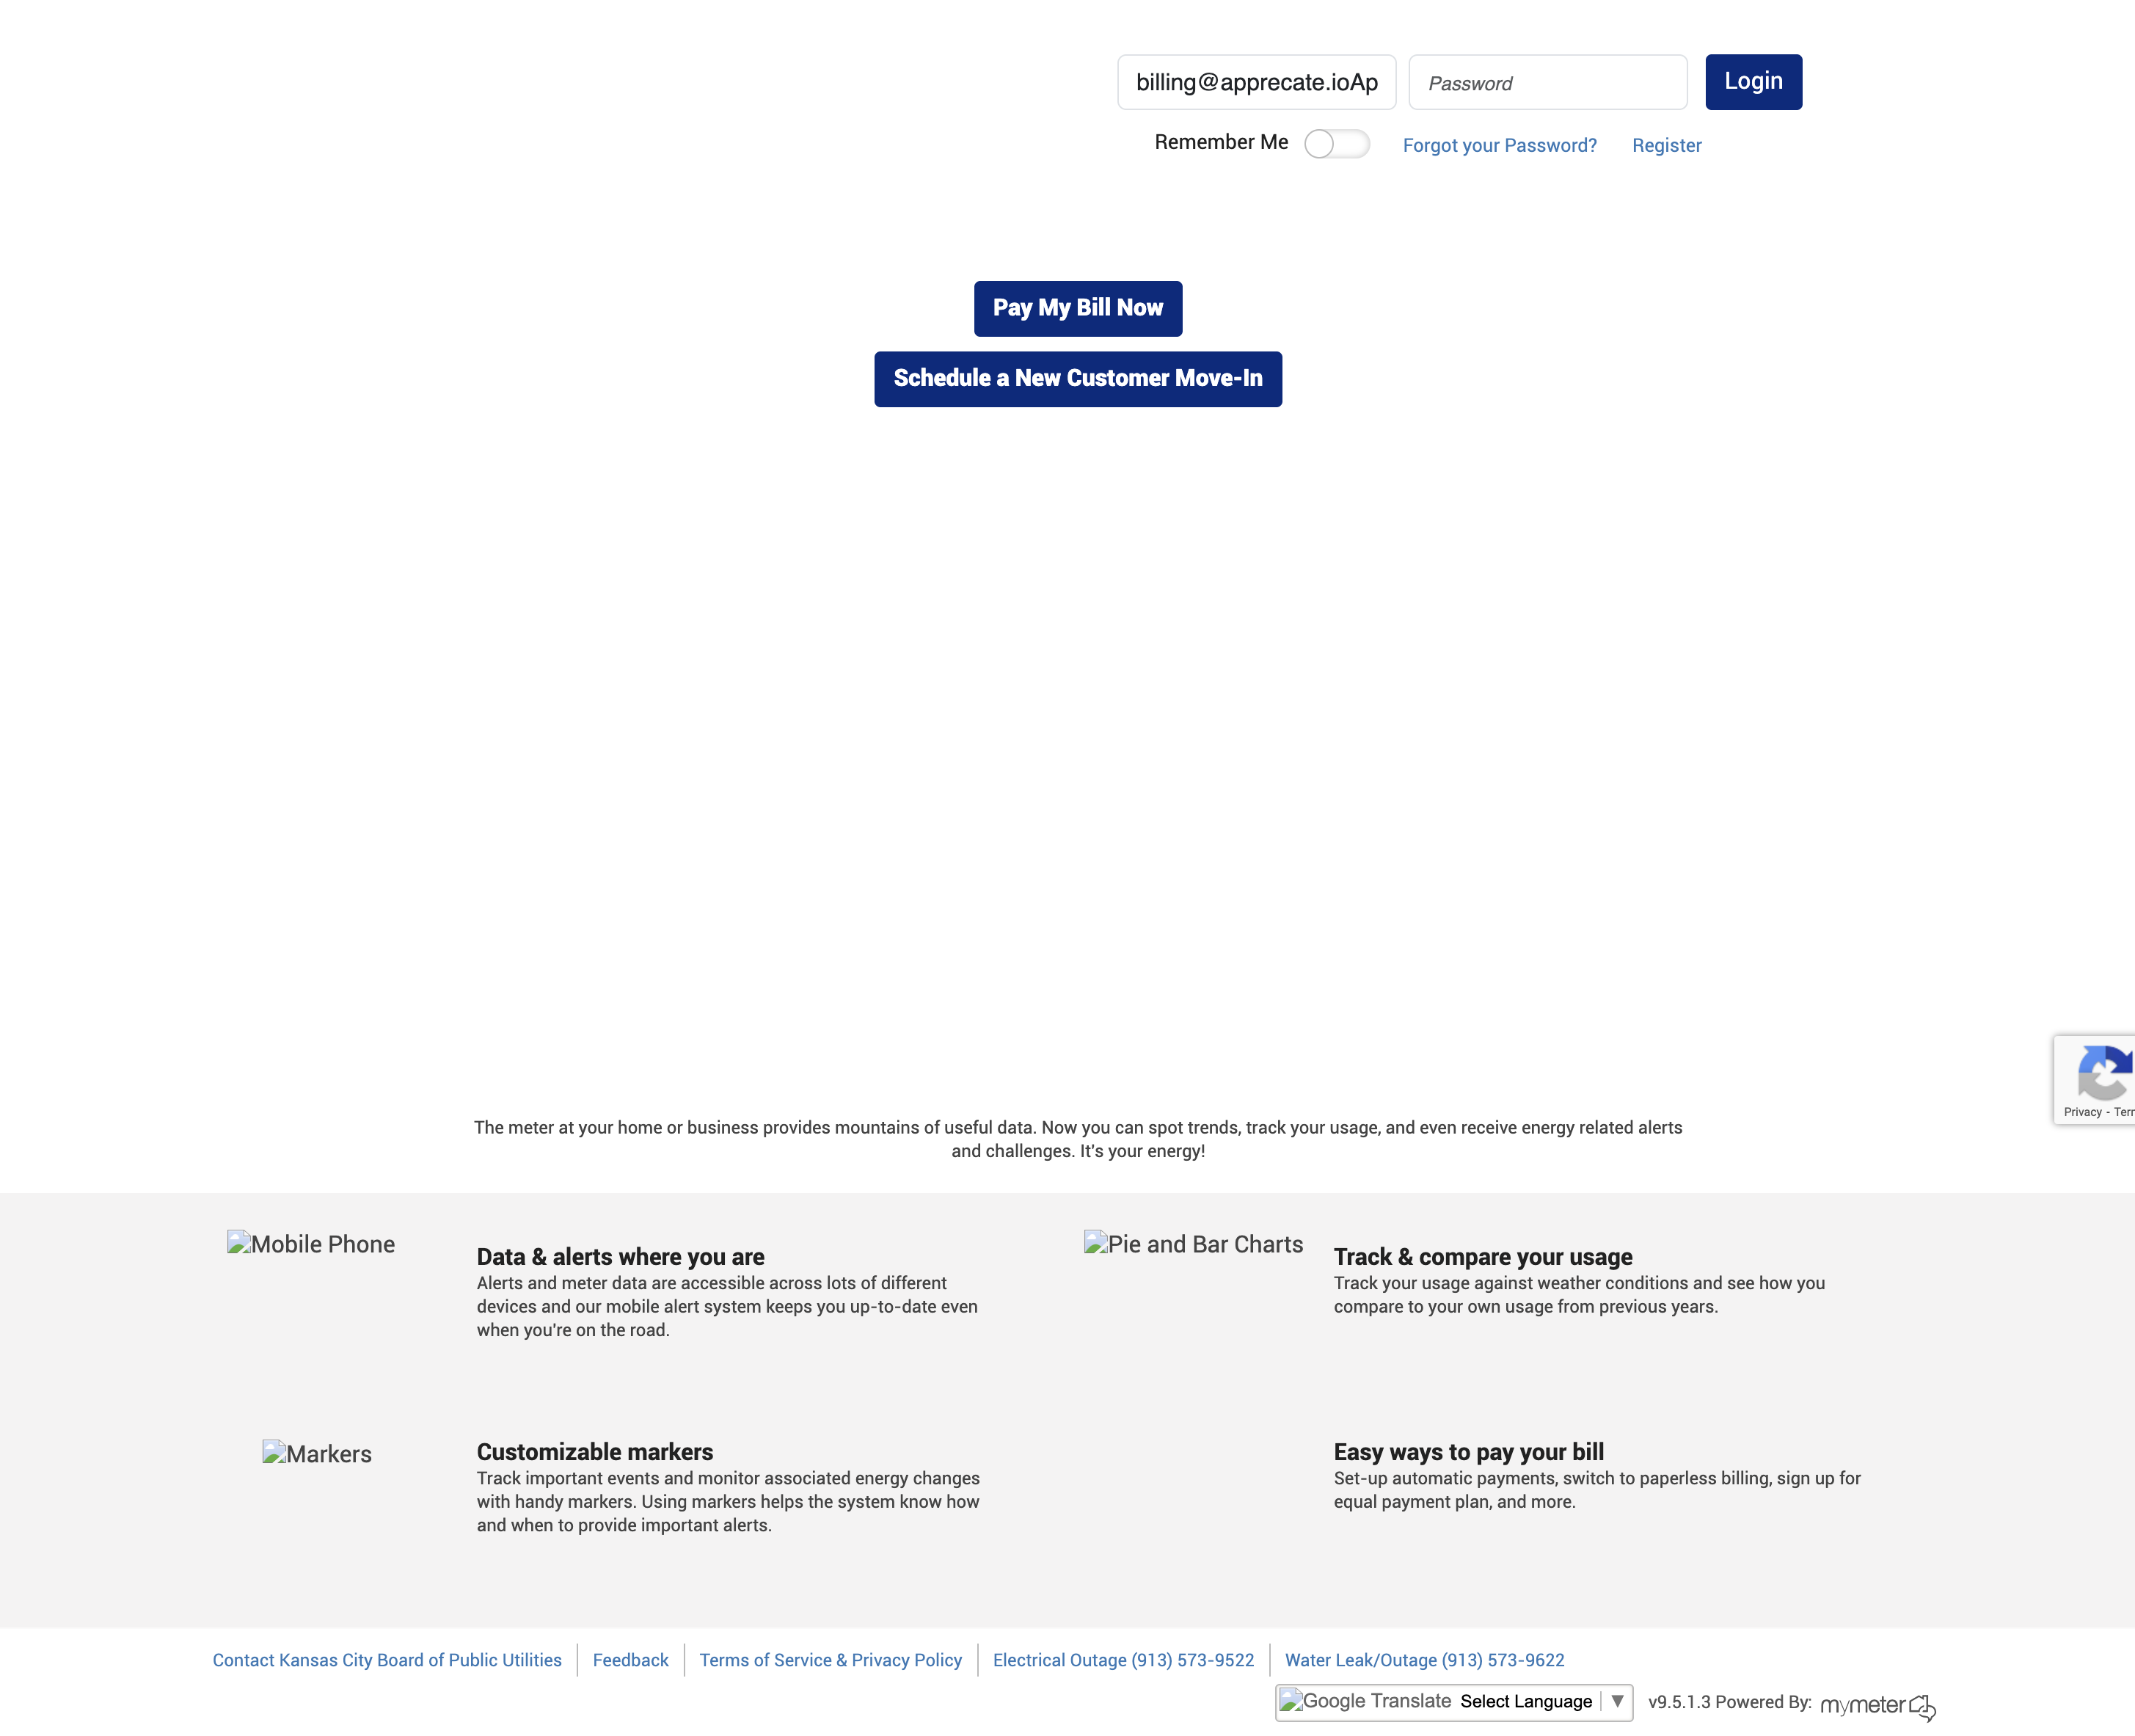 billing@apprecate.ioAp
Password
Login
Remember Me
Forgot your Password?
Register
Pay My Bill Now
Schedule a New Customer Move-In
Privacy - Terr
The meter at your home or business provides mountains of useful data. Now you can spot trends, track your usage, and even receive energy related alerts
and challenges. It's your energy!
Mobile Phone
Data & alerts where you are
Alerts and meter data are accessible across lots of different
devices and our mobile alert system keeps you up-to-date even
when you're on the road.
Pie and Bar Charts
Track & compare your usage
Track your usage against weather conditions and see how you
compare to your own usage from previous years.
Markers
Customizable markers
Track important events and monitor associated energy changes
with handy markers. Using markers helps the system know how
and when to provide important alerts.
Easy ways to pay your bill
Set-up automatic payments, switch to paperless billing, sign up for
equal payment plan, and more.
Contact Kansas City Board of Public Utilities
Feedback
Terms of Service & Privacy Policy
Electrical Outage (913) 573-9522
Water Leak/Outage (913) 573-9622
Google Translate Select Language ▼
v9.5.1.3 Powered By: mymeter